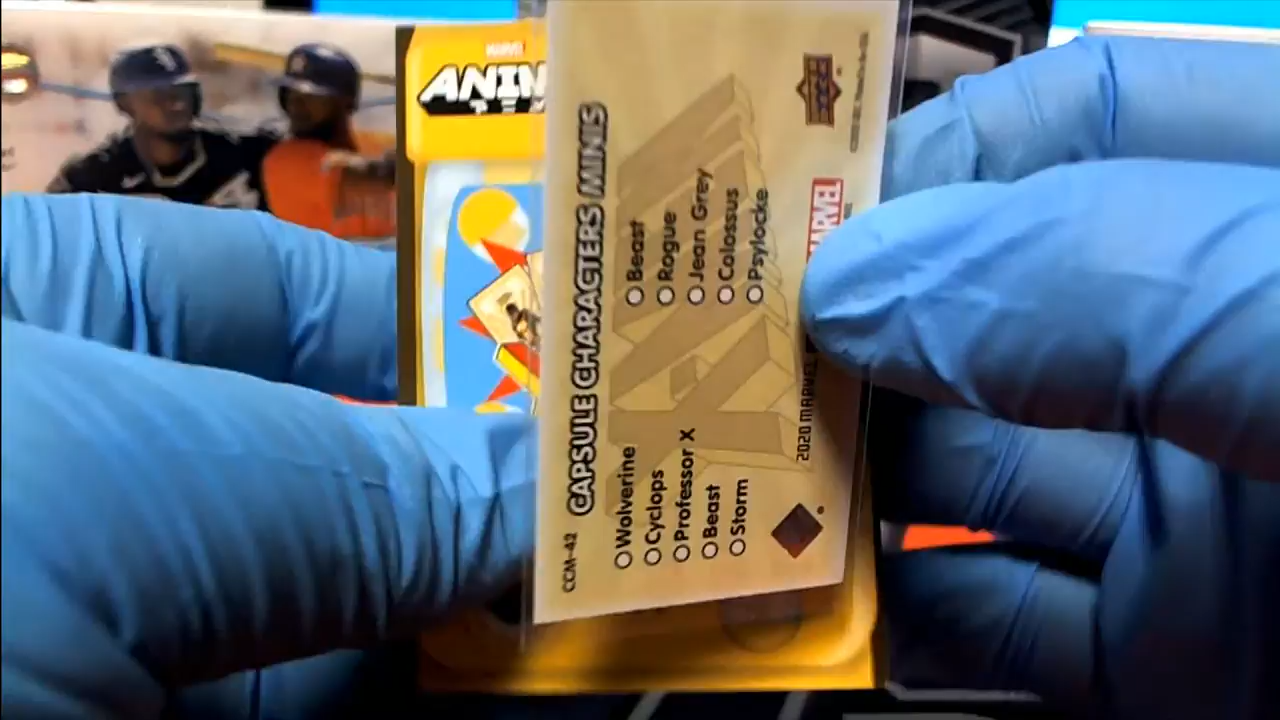 MARVEL
ANIM
CCM-42
CAPSULE CHARACTERS MINIS
Wolverine
Cyclops
Professor X
Beast
Storm
Beast
Rogue
Jean Grey
Colossus
Psylocke
2020 MARVEL
MARVEL